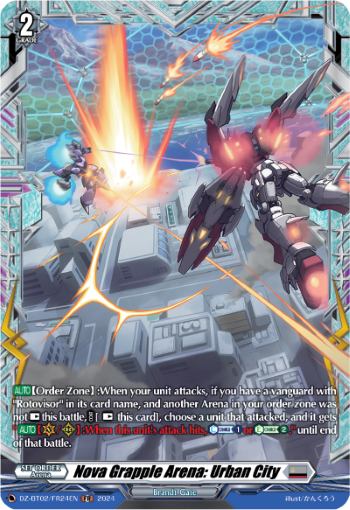 2
GRADE
AUTO【Order Zone】:When your unit attacks, if you have a vanguard with
"Rotovisor" in its card name, and another Arena in your order zone was
not this battle, [ this card], choose a unit that attacked, and it gets
AUTO【 】:When this unit's attack hits, 1 or 2 until end
of that battle.
SET ORDER
Arena
Nova Grapple Arena: Urban City
Brandt Gate
DZ-BT02-FR24EN FR 2024
illust/かんくろう